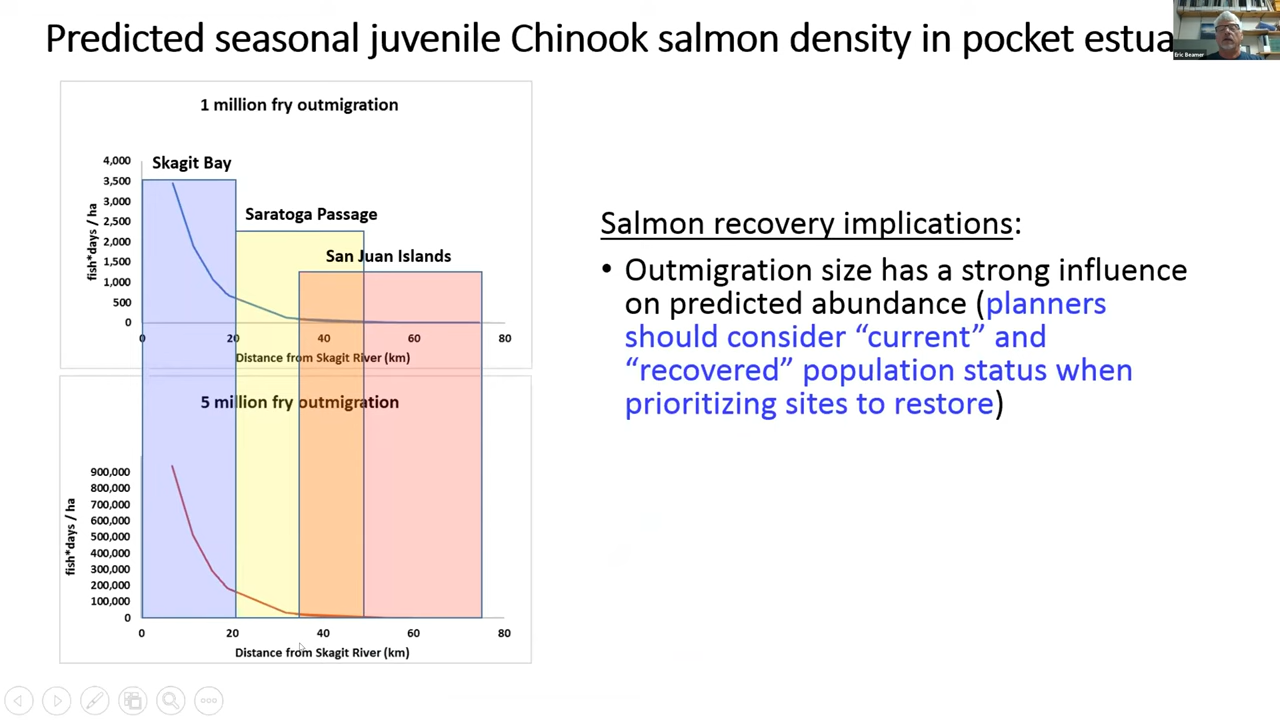 Predicted seasonal juvenile Chinook salmon density in pocket estua
Eric Beamer
1 million fry outmigration
4,000
3,500
3,000
2,500
2,000
1,500
1,000
500
0
fish*days / ha
Skagit Bay
Saratoga Passage
San Juan Islands
0
20
40
60
80
Distance from Skagit River (km)
5 million fry outmigration
900,000
800,000
700,000
600,000
500,000
400,000
300,000
200,000
100,000
0
fish*days / ha
0
20
40
60
80
Distance from Skagit River (km)
Salmon recovery implications:
• Outmigration size has a strong influence
on predicted abundance (planners
should consider “current” and
“recovered” population status when
prioritizing sites to restore)